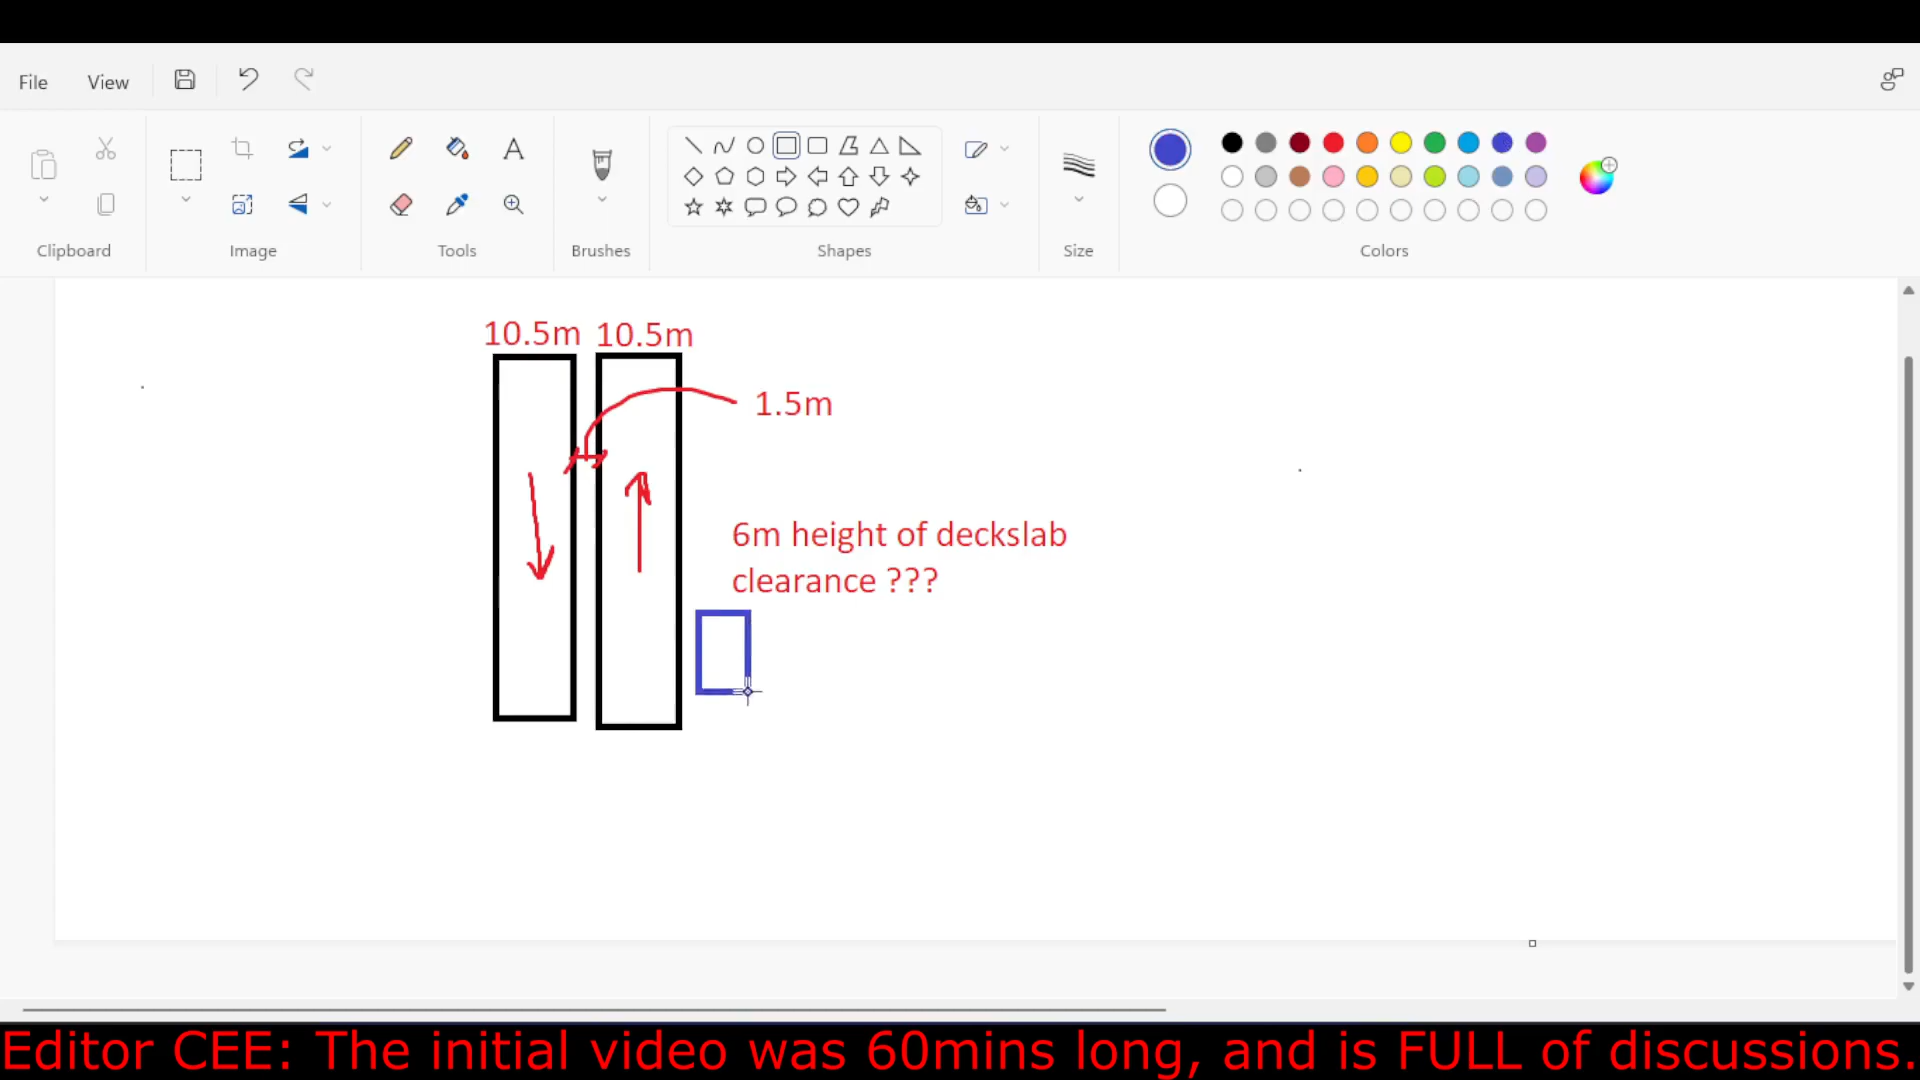 File View
Clipboard Image Tools Brushes Shapes Size Colors
10.5m 10.5m
1.5m
6m height of deckslab
clearance ???
Editor CEE: The initial video was 60mins long, and is FULL of discussions.